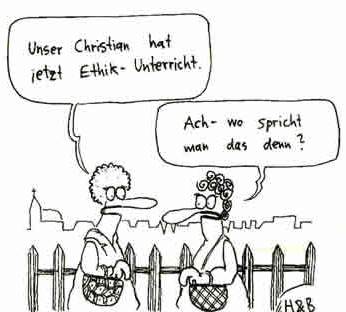 Unser Christian hat
jetzt Ethik-Unterricht.
Ach- wo spricht
man das denn?
H&B